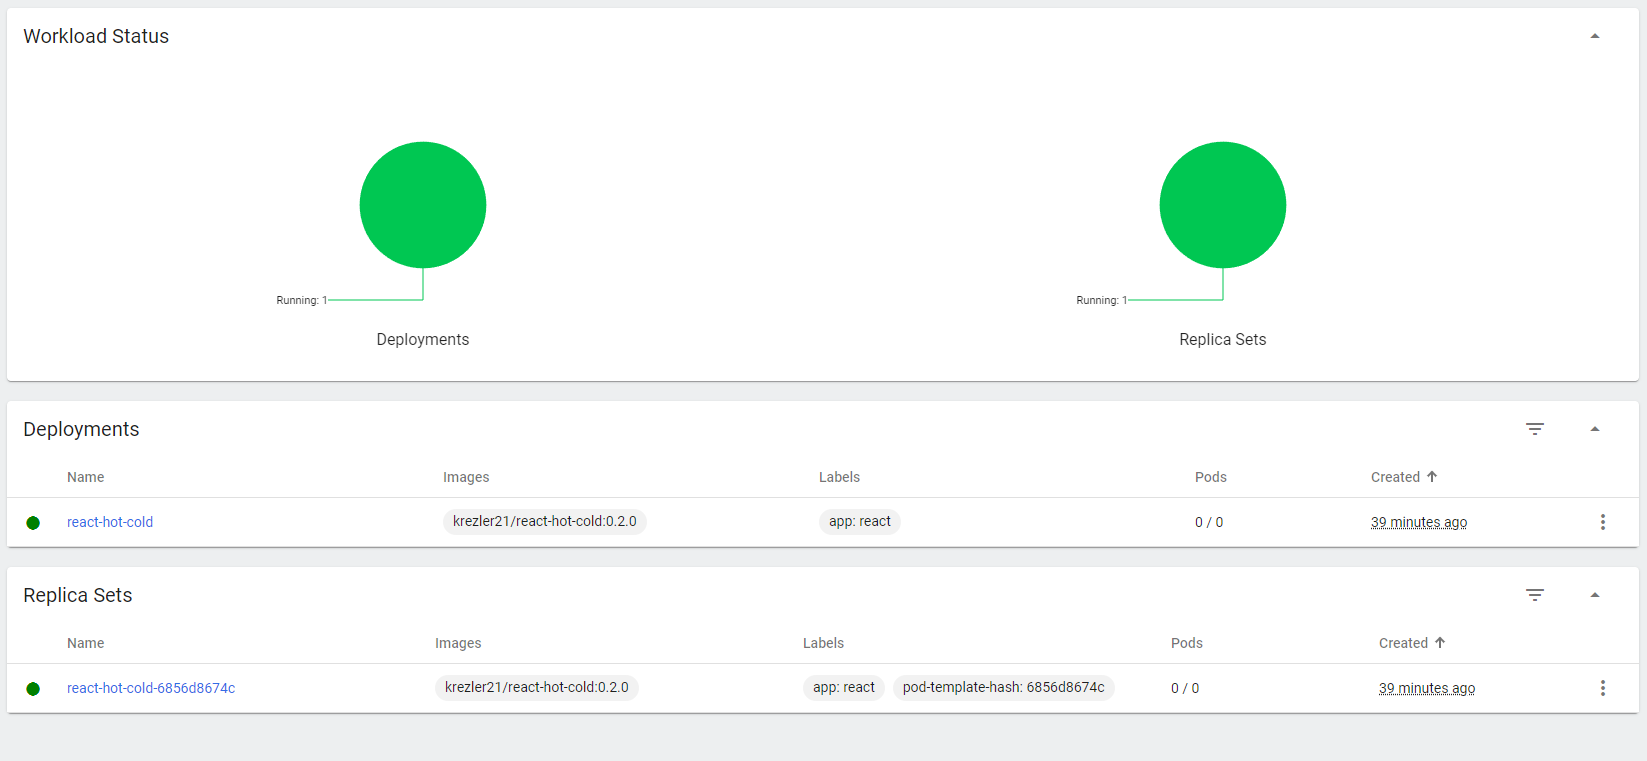 Workload Status
Running: 1
Running: 1
Deployments
Replica Sets
Deployments
Name Images Labels Pods Created
react-hot-cold krezler21/react-hot-cold:0.2.0 app: react 0 / 0 39 minutes ago
Replica Sets
Name Images Labels Pods Created
react-hot-cold-6856d8674c krezler21/react-hot-cold:0.2.0 app: react pod-template-hash: 6856d8674c 0 / 0 39 minutes ago